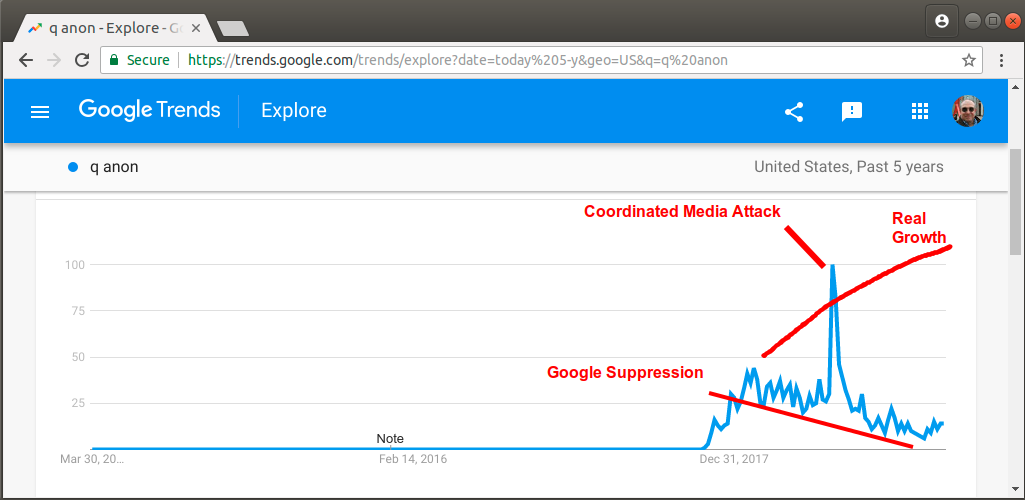 q anon - Explore - G
Secure https://trends.google.com/trends/explore?date=today%205-y&geo=US&q=q%20anon
Google Trends Explore
q anon United States, Past 5 years
Coordinated Media Attack
Real
Growth
100
75
50
Google Suppression
25
Note
Mar 30, 20... Feb 14, 2016 Dec 31, 2017